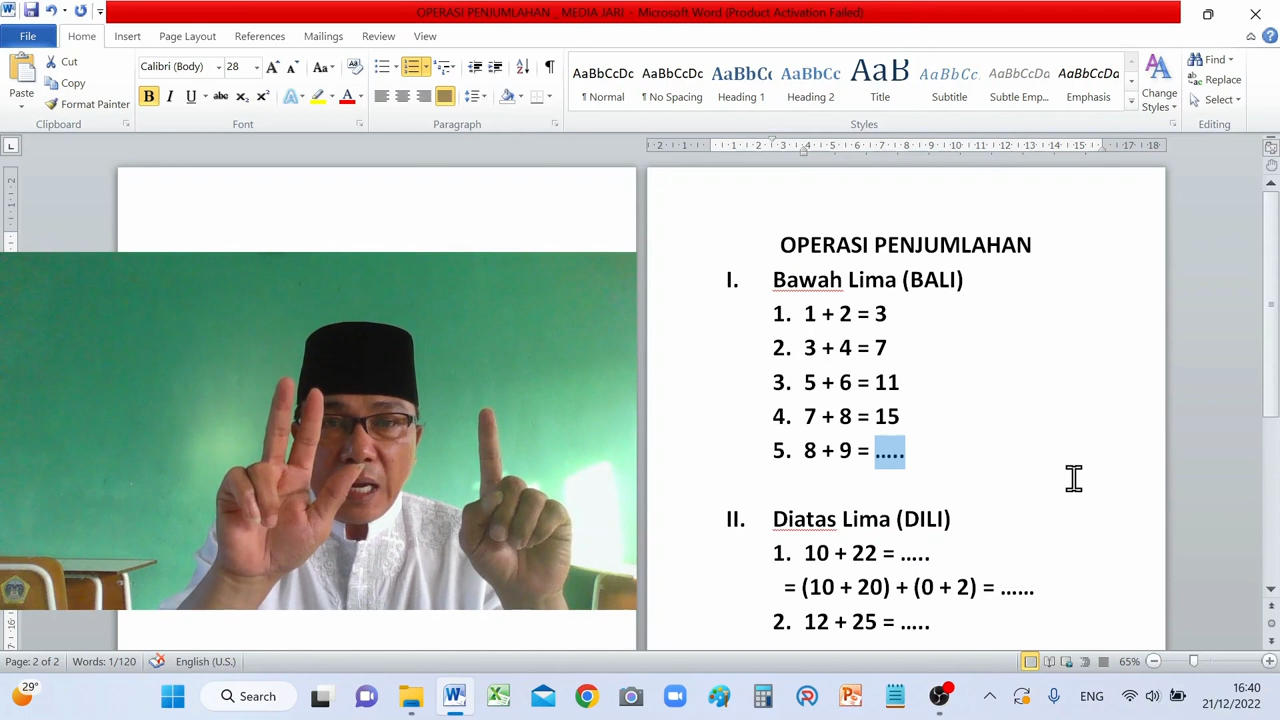 OPERASI PENJUMLAHAN _ MEDIA JARI - Microsoft Word (Product Activation Failed)
File Home Insert Page Layout References Mailings Review View
Paste
Cut
Copy
Format Painter
Clipboard
Calibri (Body) 28
Font
Paragraph
AaBbCcDc AaBbCcDc AaBbCc AaBbCc AaB AaBbCc. AaBbCcDc AaBbCcDc
¶ Normal ¶ No Spacing Heading 1 Heading 2 Title Subtitle Subtle Emp... Emphasis
Change Styles
Styles
Find
Replace
Select
Editing
OPERASI PENJUMLAHAN
I. Bawah Lima (BALI)
1. 1 + 2 = 3
2. 3 + 4 = 7
3. 5 + 6 = 11
4. 7 + 8 = 15
5. 8 + 9 = …..
II. Diatas Lima (DILI)
1. 10 + 22 = …..
= (10 + 20) + (0 + 2) = ……
2. 12 + 25 = …..
Page: 2 of 2 Words: 1/120 English (U.S.) 65%
29° Search ENG 16:40
21/12/2022